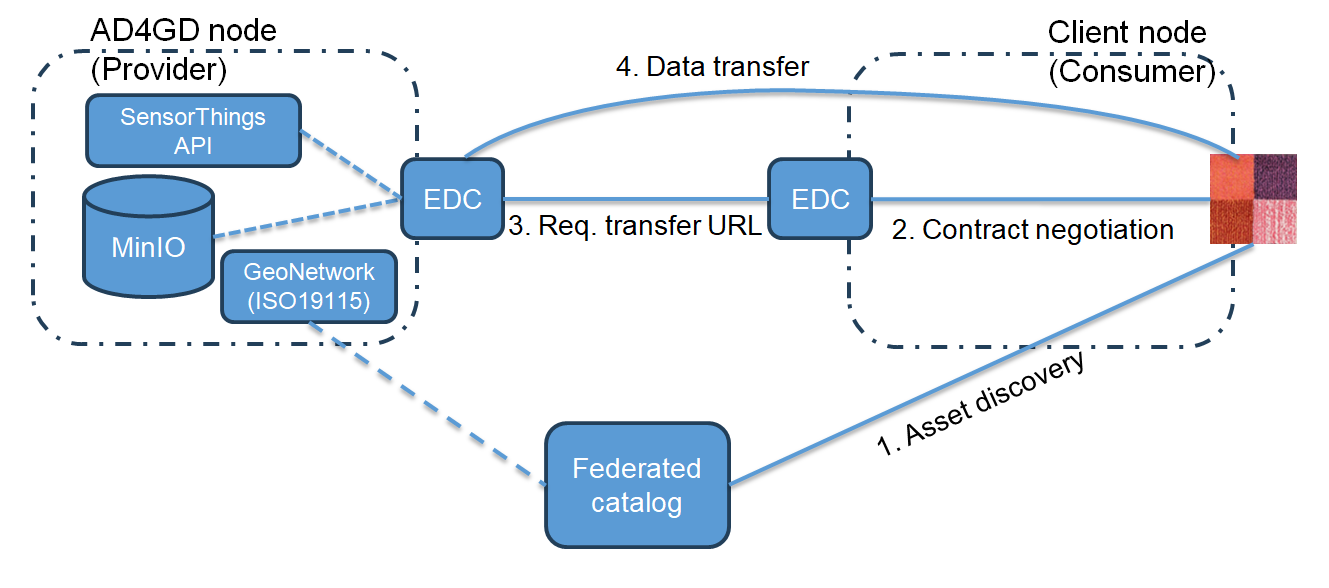 AD4GD node
(Provider)
Client node
(Consumer)
4. Data transfer
SensorThings
API
EDC
EDC
3. Req. transfer URL
2. Contract negotiation
MinIO
GeoNetwork
(ISO19115)
1. Asset discovery
Federated
catalog